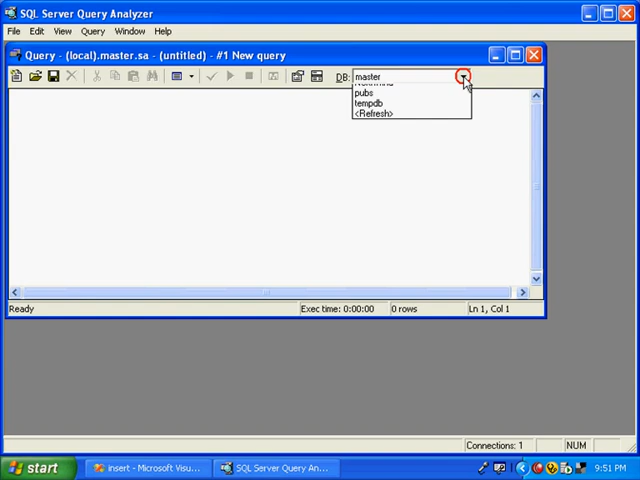 SQL Server Query Analyzer
File Edit View Query Window Help
Query - (local).master.sa - (untitled) - #1 New query
DB: master
pubs
tempdb
<Refresh>
Ready Exec time: 0:00:00 0 rows Ln 1, Col 1
Connections: 1 NUM
start insert - Microsoft Visu... SQL Server Query An... 9:51 PM